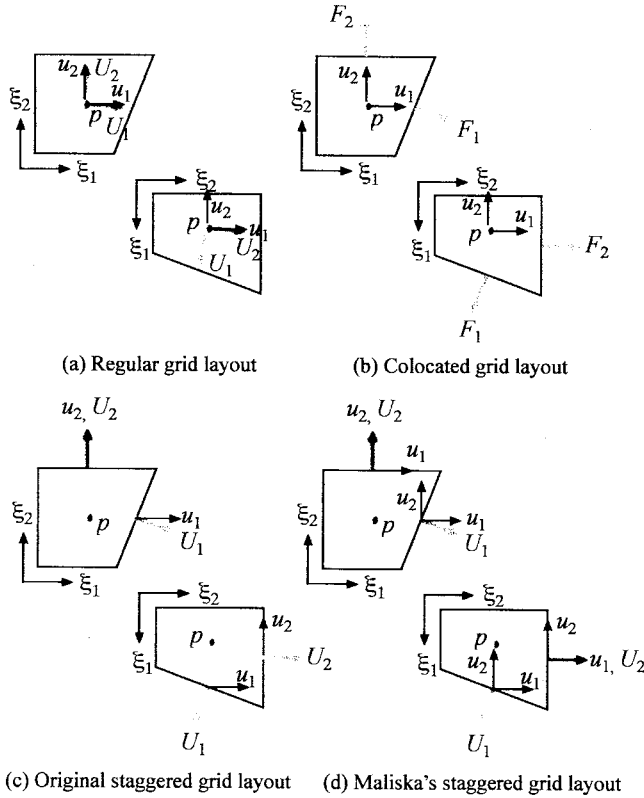 F₂
u₂ U₂
u₁
p
U₁
ξ₂
ξ₁
u₂
u₁
p
F₁
ξ₂
ξ₁
ξ₂
u₂
p
u₁
U₂
ξ₁
U₁
ξ₂
u₂
p
u₁
ξ₁
F₂
F₁
(a) Regular grid layout
(b) Colocated grid layout
u₂, U₂
p
u₁
U₁
ξ₂
ξ₁
u₂, U₂
u₁
u₂
p
u₁
U₁
ξ₂
ξ₁
ξ₂
u₂
p
ξ₁
U₂
u₁
U₁
ξ₂
u₂
p
u₂
ξ₁
u₁
u₁, U₂
U₁
(c) Original staggered grid layout
(d) Maliska's staggered grid layout